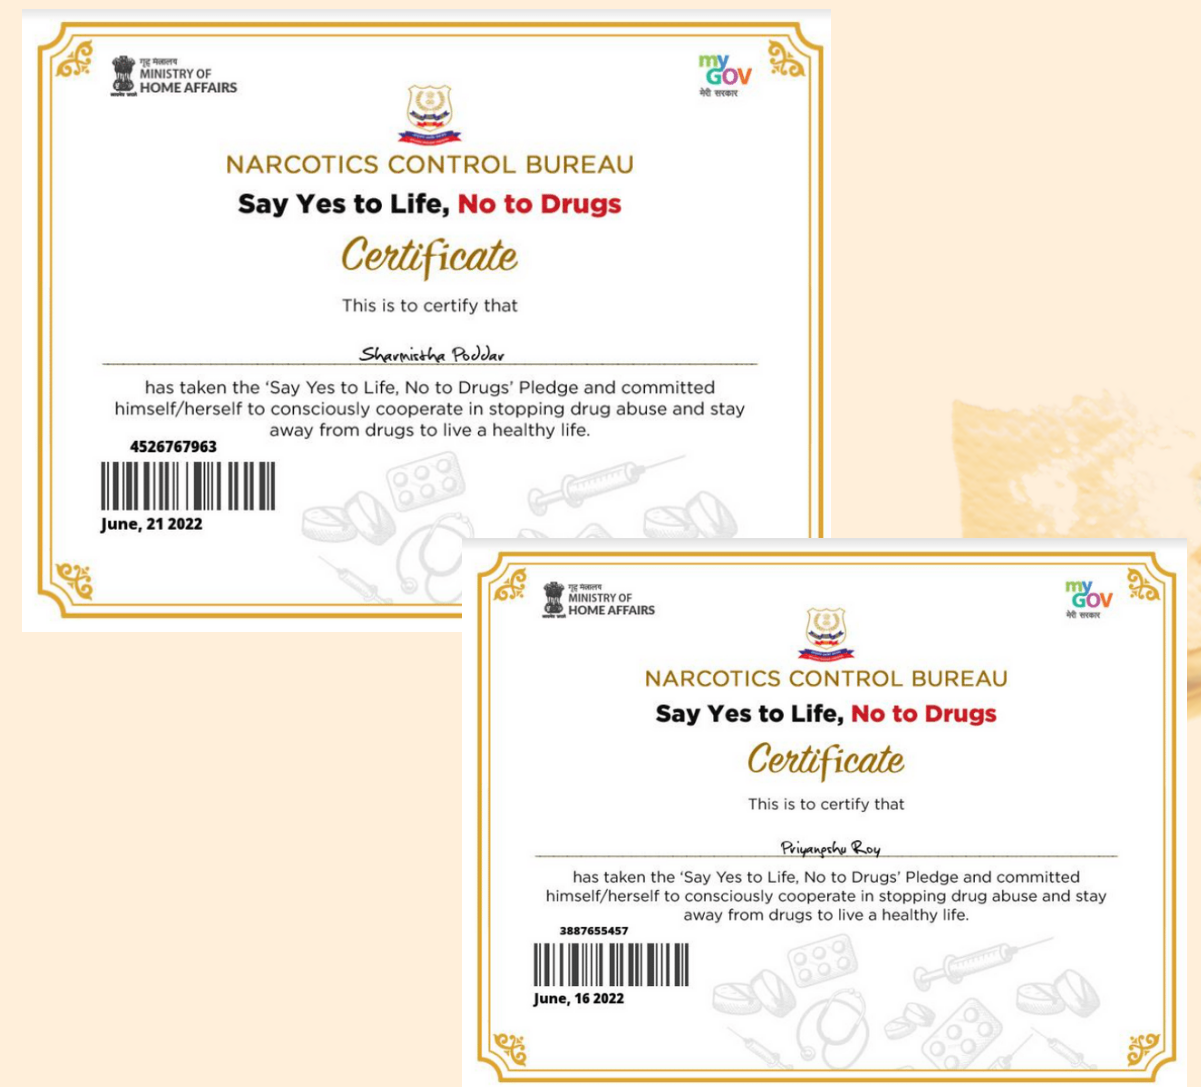 गृह मंत्रालय
MINISTRY OF
HOME AFFAIRS
my
GOV
मेरी सरकार
NARCOTICS CONTROL BUREAU
Say Yes to Life, No to Drugs
Certificate
This is to certify that
Sharmistha Poddar
has taken the ‘Say Yes to Life, No to Drugs’ Pledge and committed
himself/herself to consciously cooperate in stopping drug abuse and stay
away from drugs to live a healthy life.
4526767963
June, 21 2022
गृह मंत्रालय
MINISTRY OF
HOME AFFAIRS
my
GOV
मेरी सरकार
NARCOTICS CONTROL BUREAU
Say Yes to Life, No to Drugs
Certificate
This is to certify that
Priyangshu Roy
has taken the ‘Say Yes to Life, No to Drugs’ Pledge and committed
himself/herself to consciously cooperate in stopping drug abuse and stay
away from drugs to live a healthy life.
3887655457
June, 16 2022